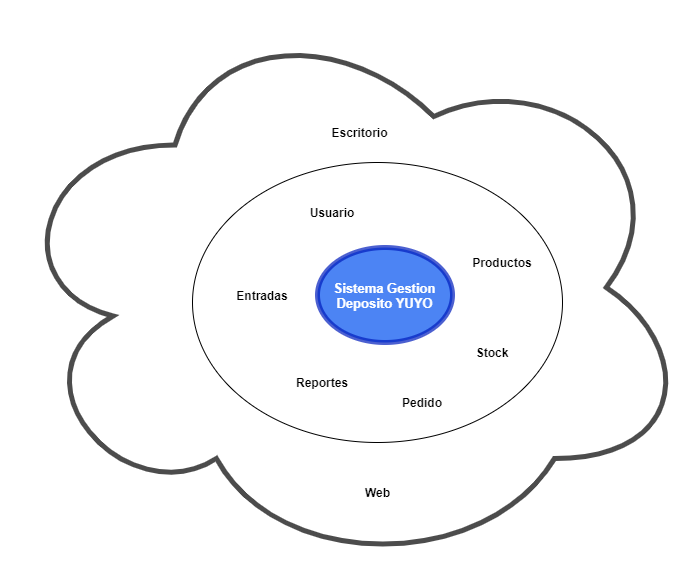 Escritorio
Usuario
Productos
Sistema Gestion
Deposito YUYO
Entradas
Stock
Reportes
Pedido
Web